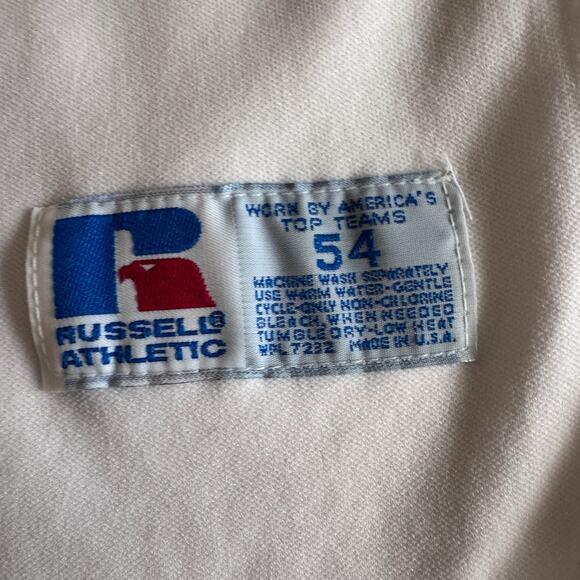 RUSSELL®
ATHLETIC
WORN BY AMERICA'S
TOP TEAMS
54
MACHINE WASH SEPARATELY
USE WARM WATER-GENTLE
CYCLE-ONLY NON-CHLORINE
BLEACH, WHEN NEEDED
TUMBLE DRY-LOW HEAT
WPL 7232 MADE IN U.S.A.